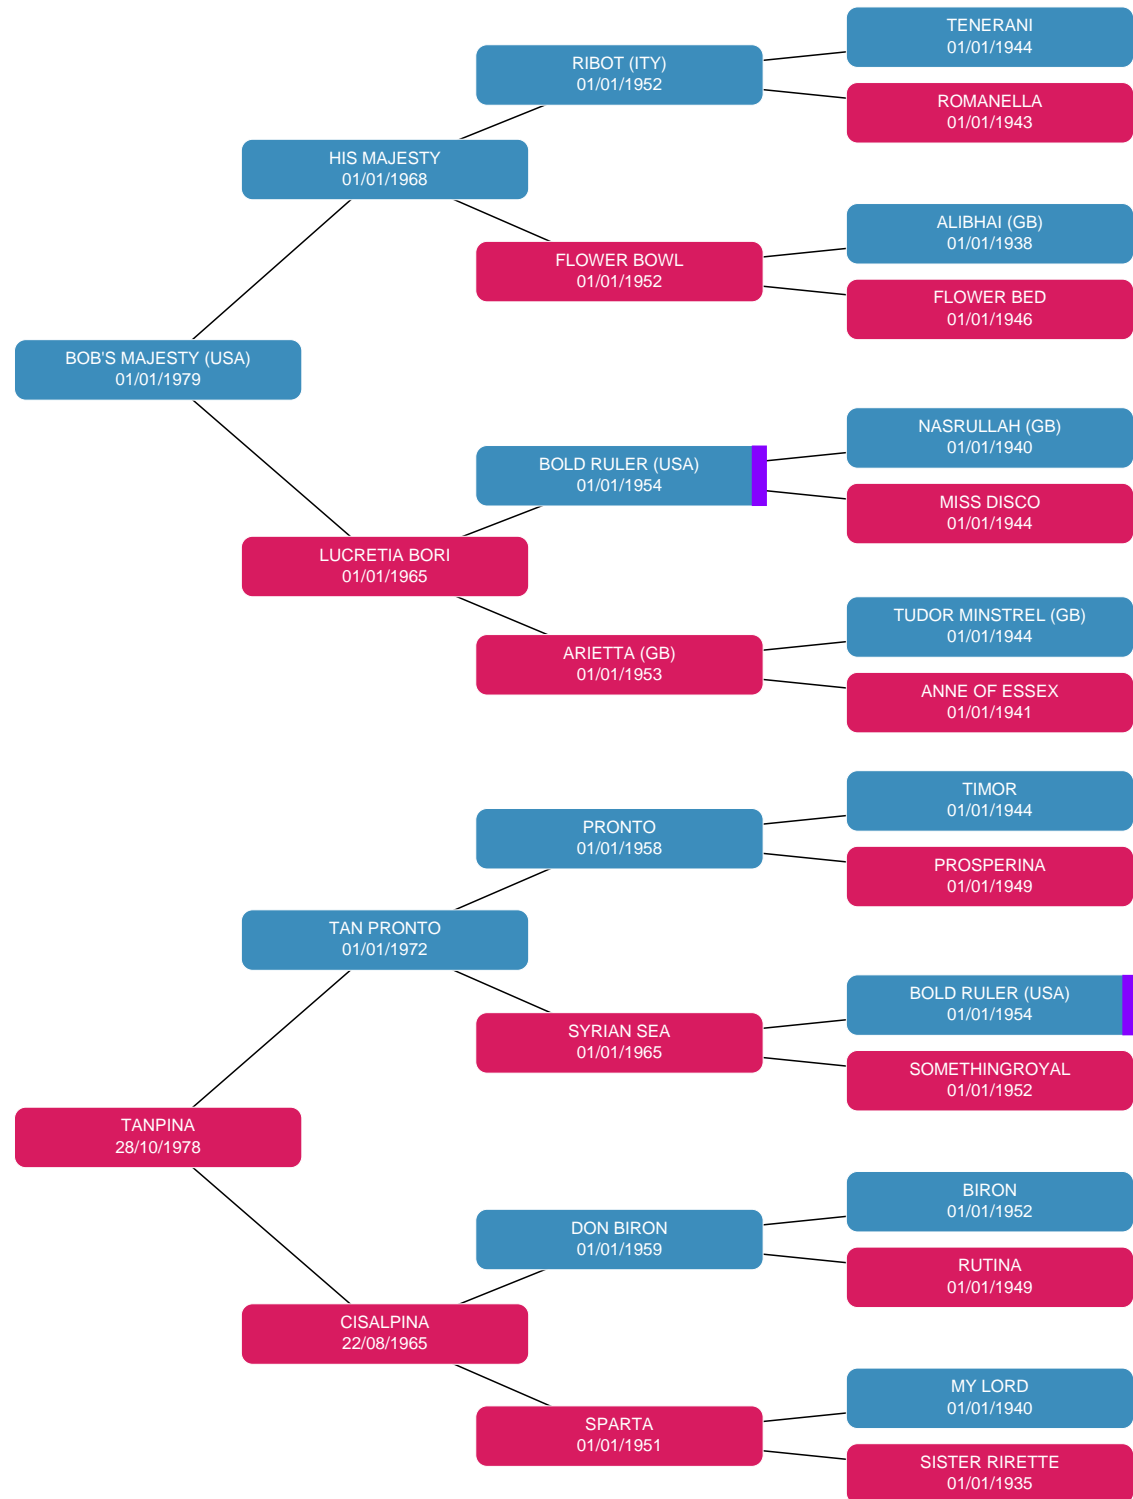 TENERANI
01/01/1944
RIBOT (ITY)
01/01/1952
ROMANELLA
01/01/1943
HIS MAJESTY
01/01/1968
ALIBHAI (GB)
01/01/1938
FLOWER BOWL
01/01/1952
FLOWER BED
01/01/1946
BOB'S MAJESTY (USA)
01/01/1979
NASRULLAH (GB)
01/01/1940
BOLD RULER (USA)
01/01/1954
MISS DISCO
01/01/1944
LUCRETIA BORI
01/01/1965
TUDOR MINSTREL (GB)
01/01/1944
ARIETTA (GB)
01/01/1953
ANNE OF ESSEX
01/01/1941
TIMOR
01/01/1944
PRONTO
01/01/1958
PROSPERINA
01/01/1949
TAN PRONTO
01/01/1972
BOLD RULER (USA)
01/01/1954
SYRIAN SEA
01/01/1965
SOMETHINGROYAL
01/01/1952
TANPINA
28/10/1978
BIRON
01/01/1952
DON BIRON
01/01/1959
RUTINA
01/01/1949
CISALPINA
22/08/1965
MY LORD
01/01/1940
SPARTA
01/01/1951
SISTER RIRETTE
01/01/1935